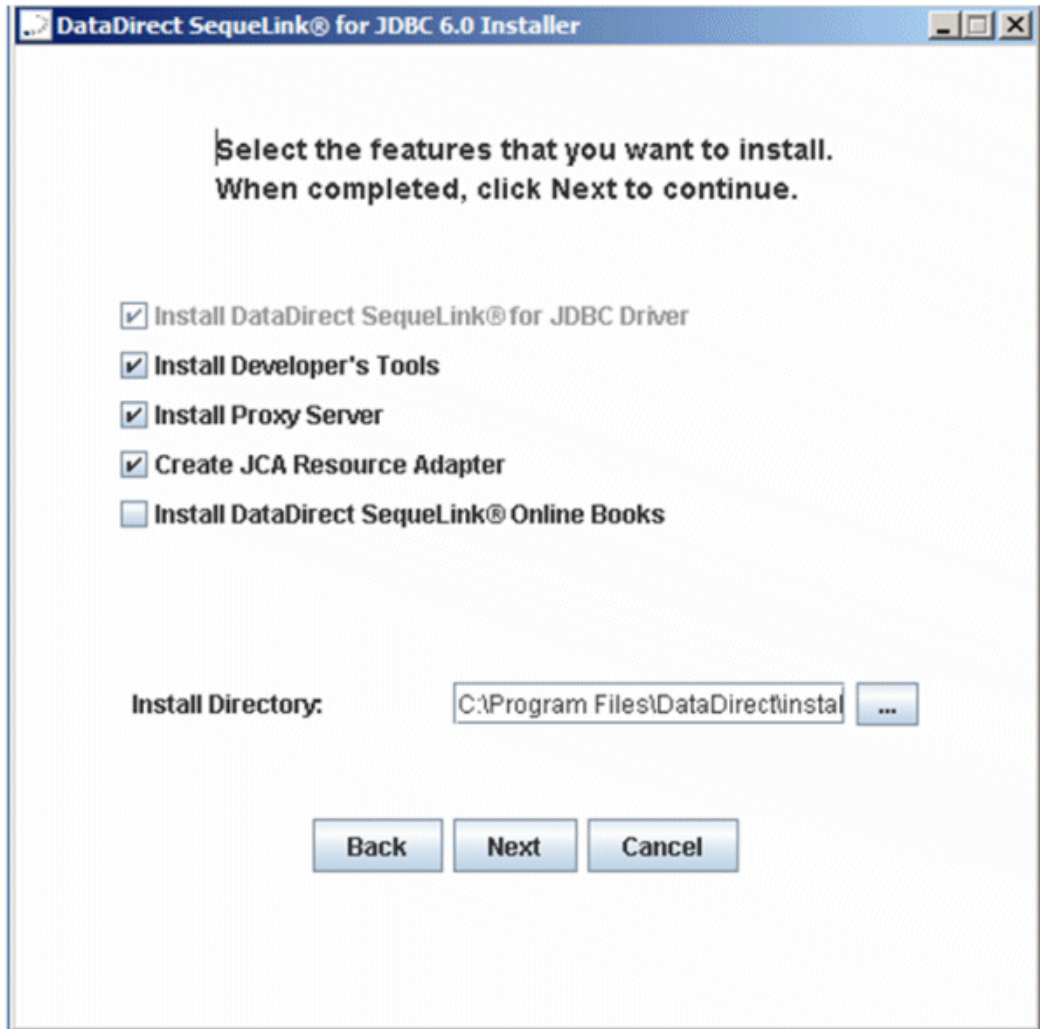 DataDirect SequeLink® for JDBC 6.0 Installer
Select the features that you want to install.
When completed, click Next to continue.
Install DataDirect SequeLink® for JDBC Driver
Install Developer's Tools
Install Proxy Server
Create JCA Resource Adapter
Install DataDirect SequeLink® Online Books
Install Directory: C:\Program Files\DataDirect\instal ...
Back Next Cancel